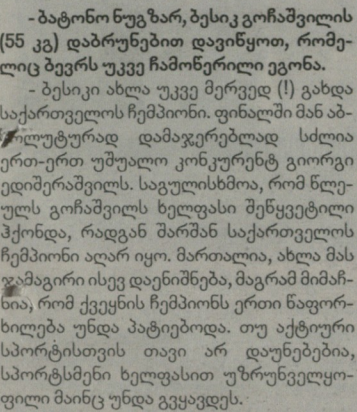 - ბატონო ნუგზარ, ბესიკ გოჩაშვილის
(55 კგ) დაბრუნებით დავიწყოთ, რომე-
ლიც ბევრს უკვე ჩამოწერილი ეგონა.
- ბესიკი ახლა უკვე მერვედ (!) გახდა
საქართველოს ჩემპიონი. ფინალში მან აბ-
სოლუტურად დამაჯერებლად სძლია
ერთ-ერთ უშუალო კონკურენტ გიორგი
ედიშერაშვილს. საგულისხმოა, რომ წლე-
ულს გოჩაშვილს ხელფასი შეწყვეტილი
ჰქონდა, რადგან შარშან საქართველოს
ჩემპიონი აღარ იყო. მართალია, ახლა მას
ჯამაგირი ისევ დაენიშნება, მაგრამ მიმაჩ-
ნია, რომ ქვეყნის ჩემპიონს ერთი წაფორ-
ხილება უნდა პატიებოდა. თუ აქტიური
სპორტისთვის თავი არ დაუნებებია,
სპორტსმენი ხელფასით უზრუნველყო-
ფილი მაინც უნდა გვყავდეს.